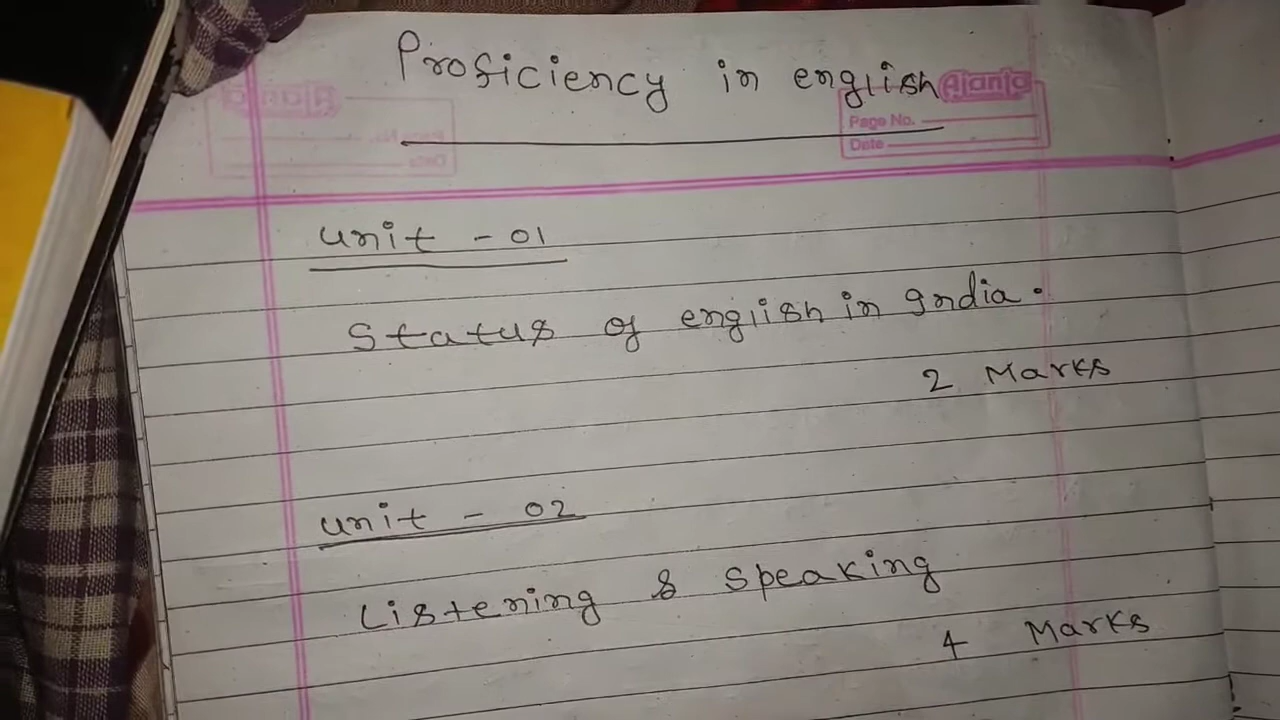 Proficiency in english
Ajanta
Page No.
Date
unit - 01
Status of english in India.
2 Marks
unit - 02
Listening & speaking
4 Marks